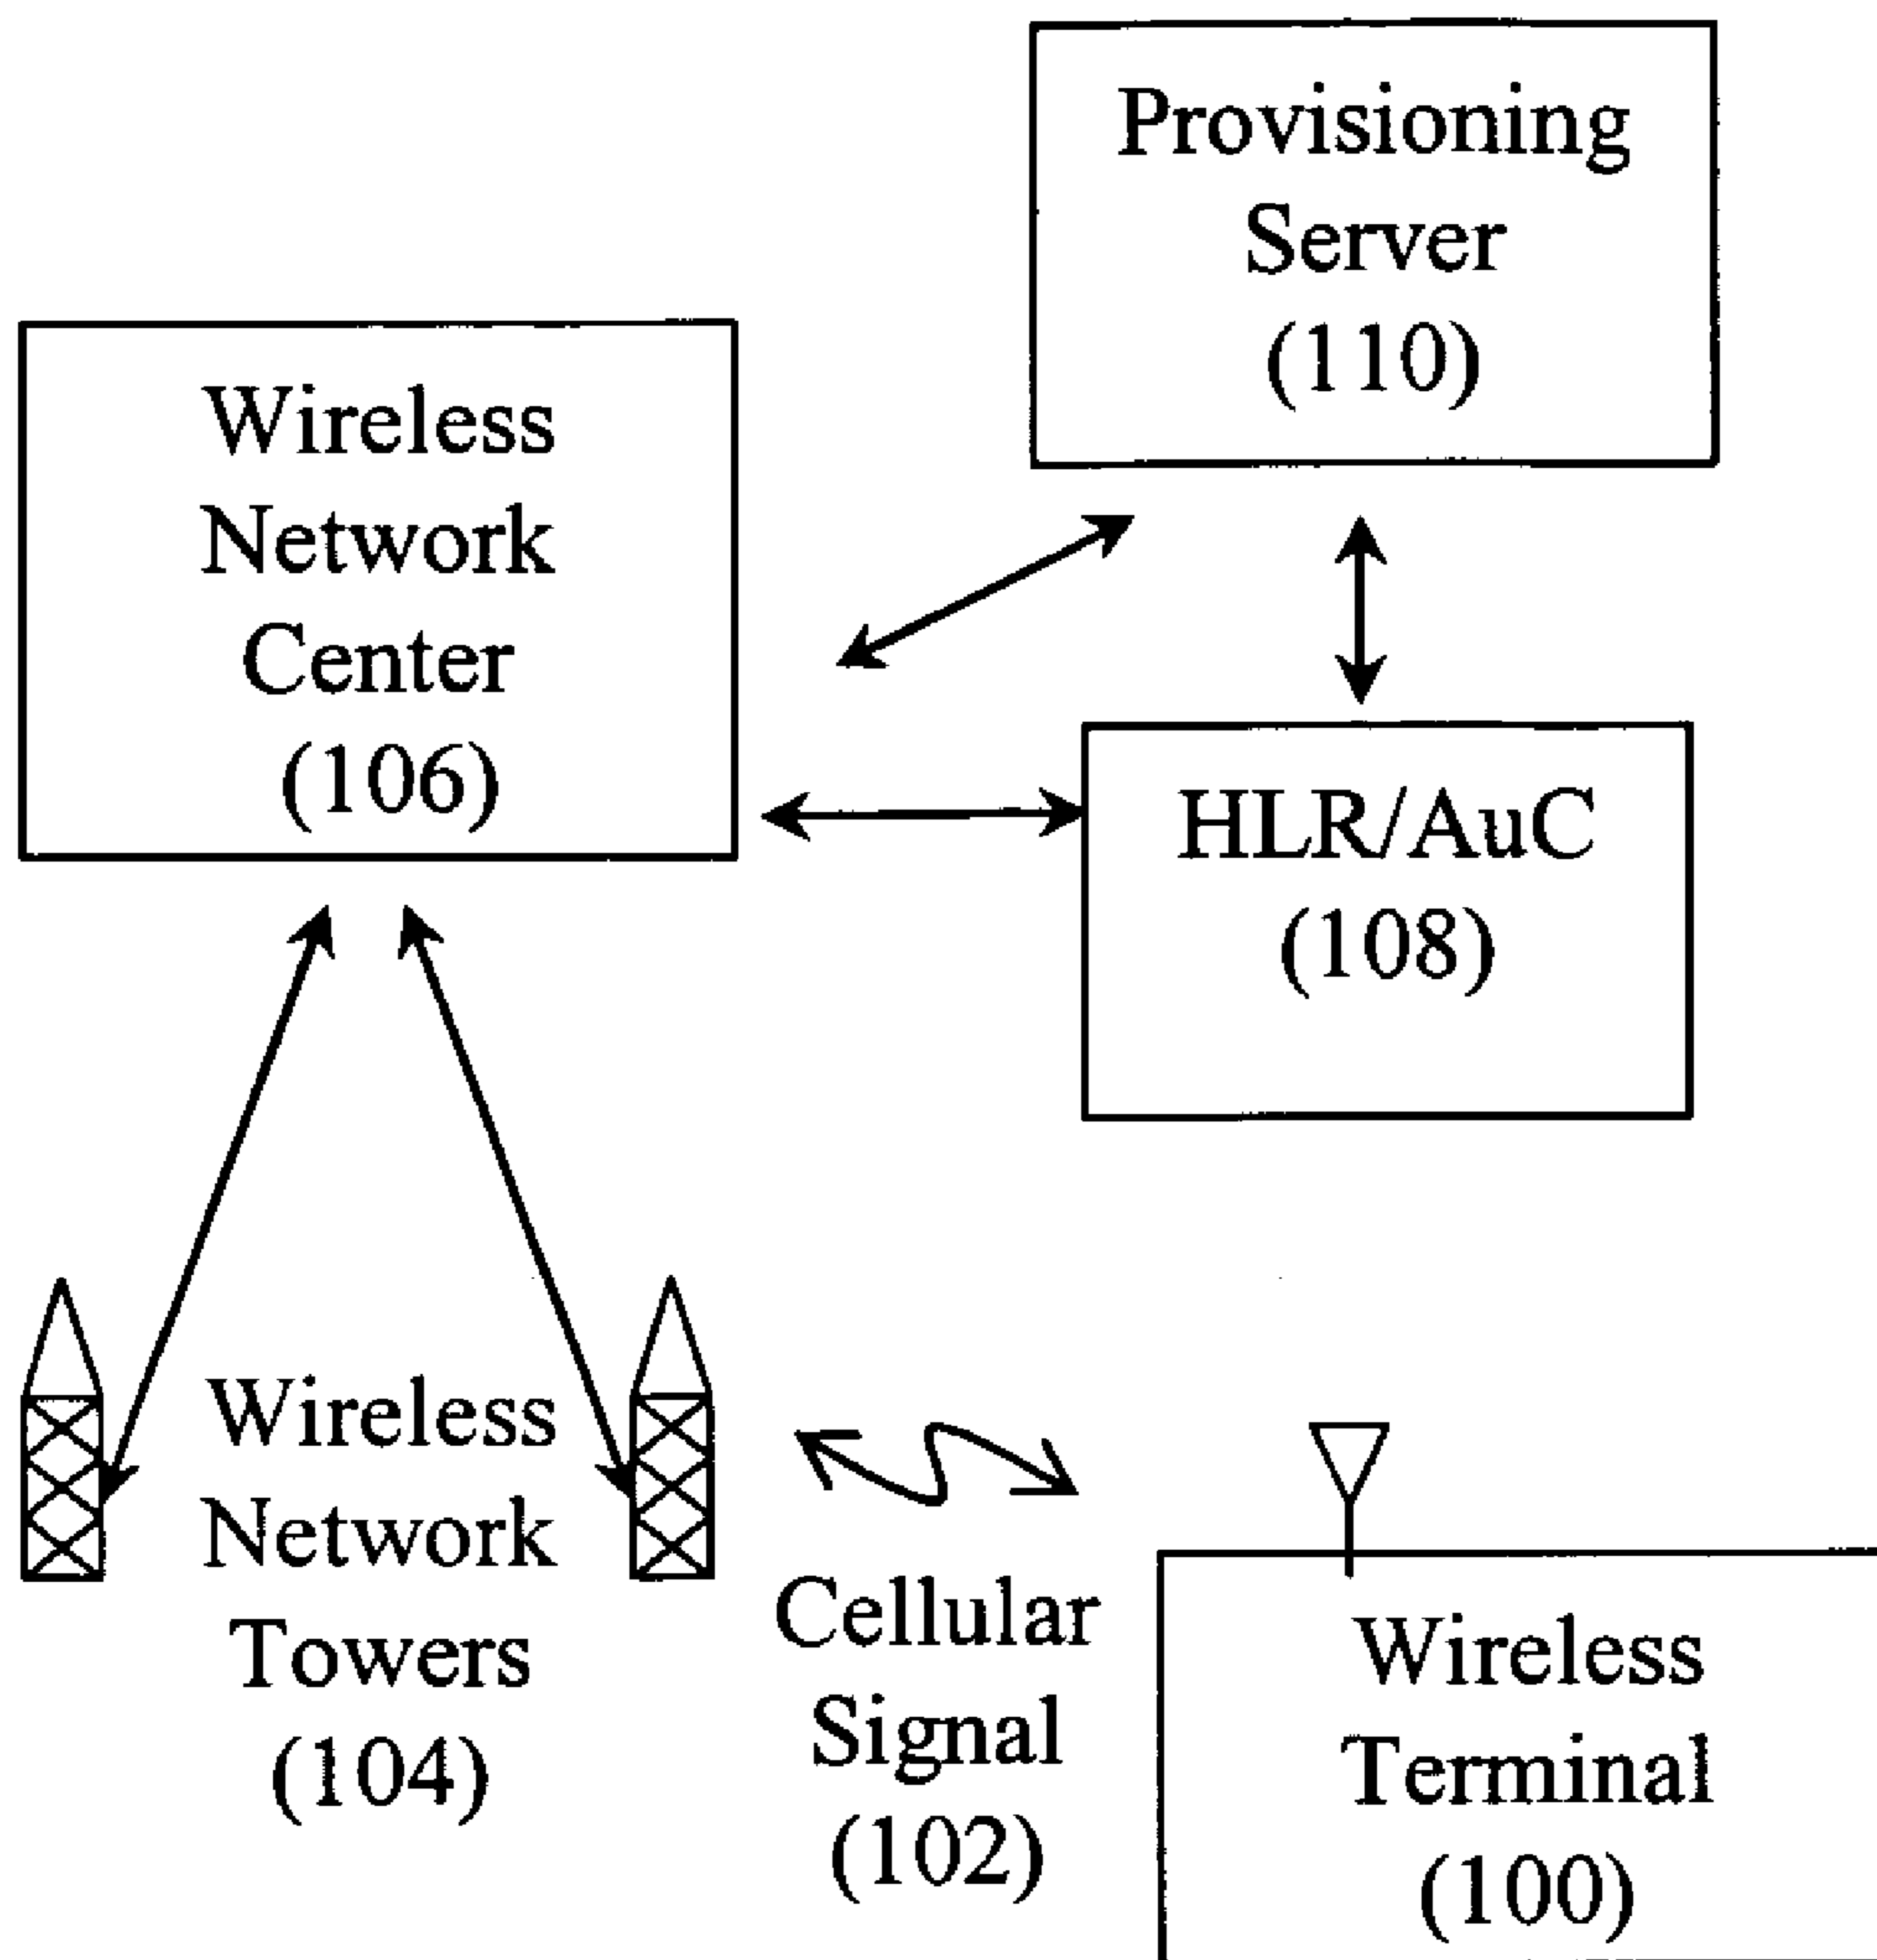 Provisioning
Server
(110)
Wireless
Network
Center
(106)
HLR/AuC
(108)
Wireless
Network
Towers
(104)
Cellular
Signal
(102)
Wireless
Terminal
(100)